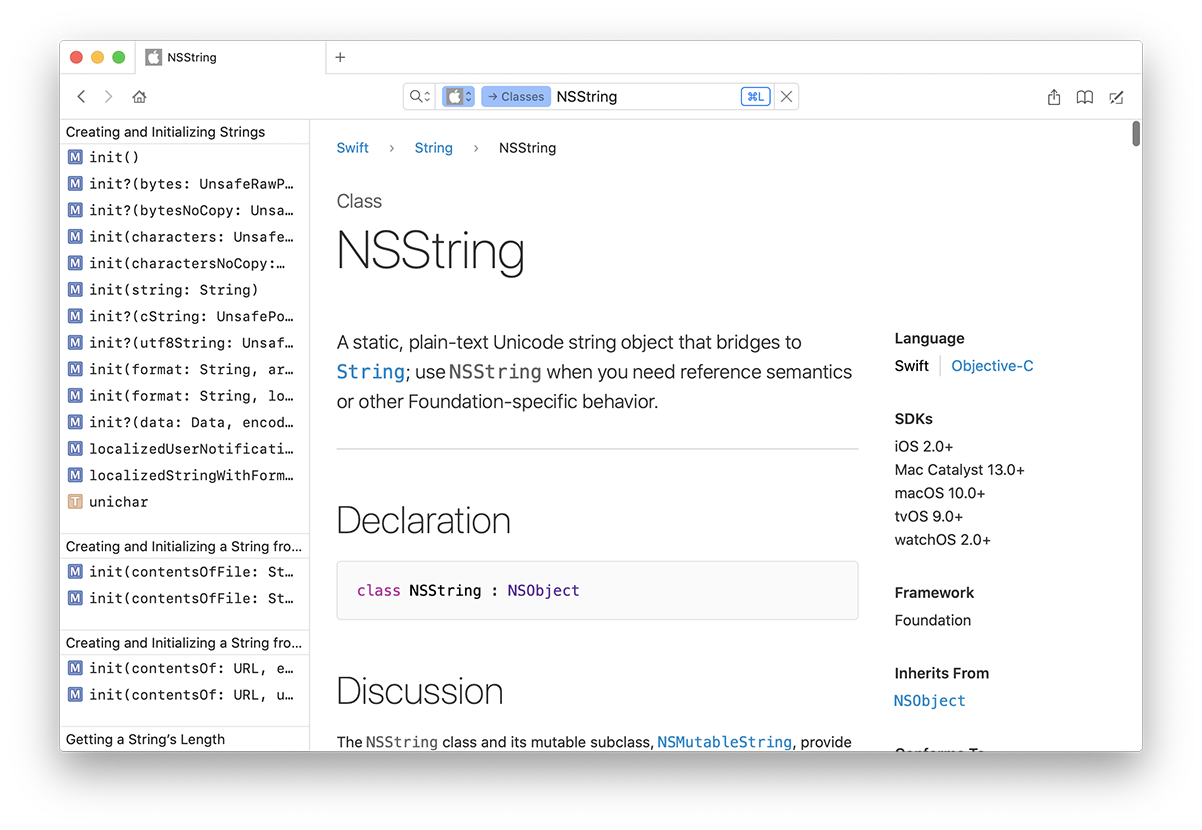 NSString
Classes NSString ⌘L
Creating and Initializing Strings
M init()
M init?(bytes: UnsafeRawP…
M init?(bytesNoCopy: Unsa…
M init(characters: Unsafe…
M init(charactersNoCopy:…
M init(string: String)
M init?(cString: UnsafePo…
M init?(utf8String: Unsaf…
M init(format: String, ar…
M init(format: String, lo…
M init?(data: Data, encod…
M localizedUserNotificati…
M localizedStringWithForm…
T unichar
Creating and Initializing a String fro…
M init(contentsOfFile: St…
M init(contentsOfFile: St…
Creating and Initializing a String fro…
M init(contentsOf: URL, e…
M init(contentsOf: URL, u…
Getting a String’s Length
Swift › String › NSString
Class
NSString
A static, plain-text Unicode string object that bridges to
String; use NSString when you need reference semantics
or other Foundation-specific behavior.
Declaration
class NSString : NSObject
Discussion
The NSString class and its mutable subclass, NSMutableString, provide
Language
Swift Objective-C
SDKs
iOS 2.0+
Mac Catalyst 13.0+
macOS 10.0+
tvOS 9.0+
watchOS 2.0+
Framework
Foundation
Inherits From
NSObject
Conforms To